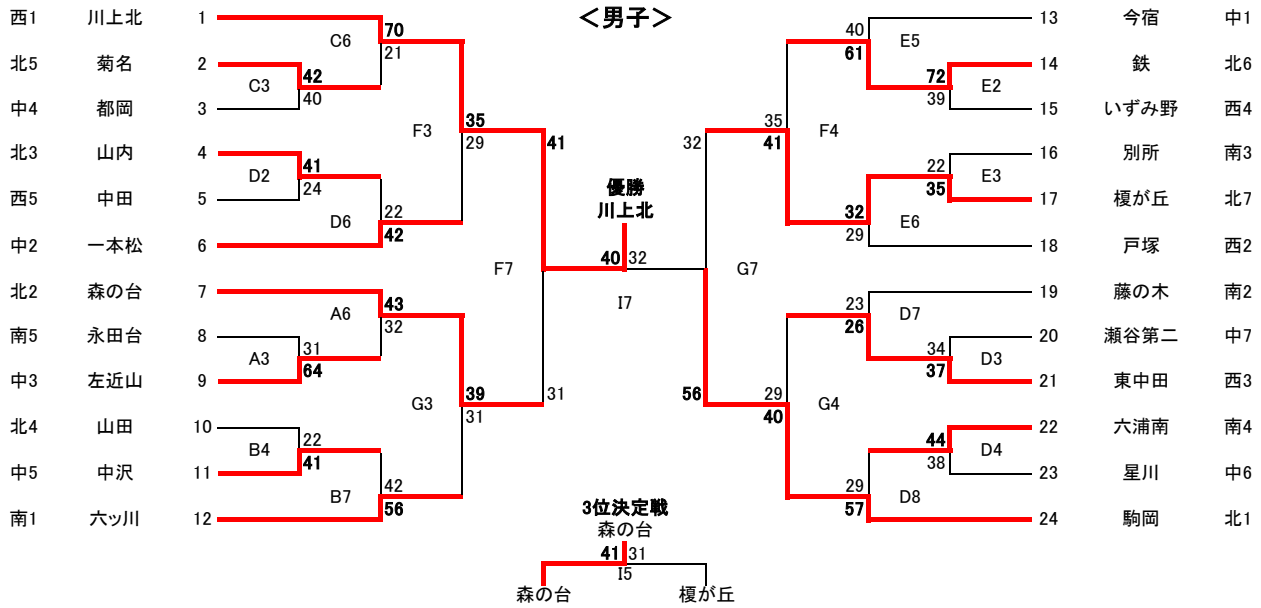 ＜男子＞
西1 川上北 1
北5 菊名 2
中4 都岡 3
北3 山内 4
西5 中田 5
中2 一本松 6
北2 森の台 7
南5 永田台 8
中3 左近山 9
北4 山田 10
中5 中沢 11
南1 六ッ川 12
C6 70 21
C3 42 40
D2 41 24
D6 22 42
F3 35 29
A6 43 32
A3 31 64
B4 22 41
B7 42 56
G3 39 31
F7 41 31
優勝
川上北
40 32
I7
G7 32 56
F4 35 41
E5 40 61
E2 72 39
E3 22 35
E6 32 29
G4 29 40
D7 23 26
D3 34 37
D4 44 38
D8 29 57
13 今宿 中1
14 鉄 北6
15 いずみ野 西4
16 別所 南3
17 榎が丘 北7
18 戸塚 西2
19 藤の木 南2
20 瀬谷第二 中7
21 東中田 西3
22 六浦南 南4
23 星川 中6
24 駒岡 北1
3位決定戦
森の台
41 31
I5
森の台 榎が丘